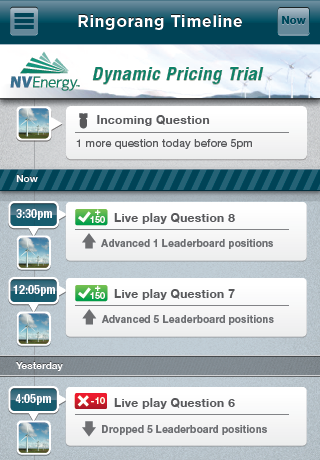 Ringorang Timeline
Now
NVEnergy™
Dynamic Pricing Trial
Incoming Question
1 more question today before 5pm
Now
3:30pm
+150
Live play Question 8
Advanced 1 Leaderboard positions
12:05pm
+150
Live play Question 7
Advanced 5 Leaderboard positions
Yesterday
4:05pm
-10
Live play Question 6
Dropped 5 Leaderboard positions